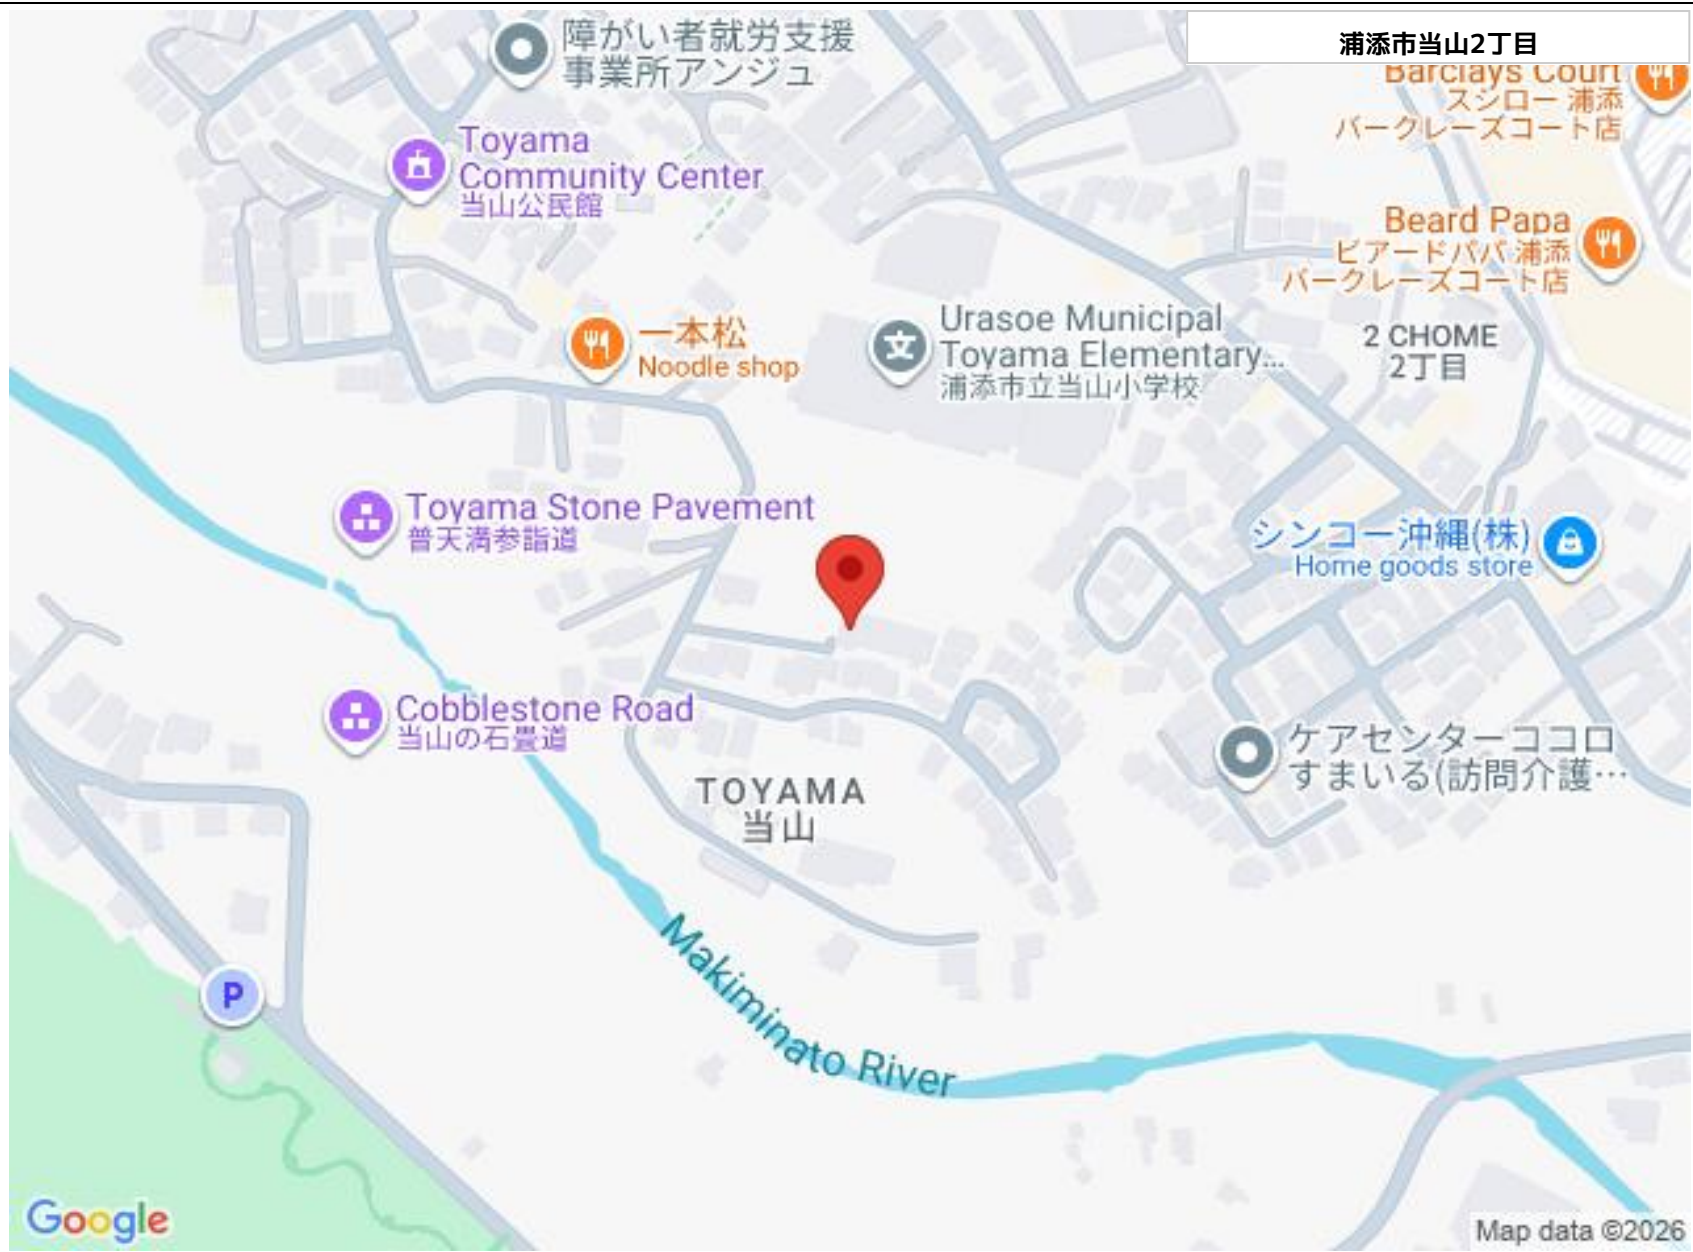 浦添市当山2丁目
障がい者就労支援
事業所アンジュ
Barclays Court
スシロー 浦添
バークレーズコート店
Toyama
Community Center
当山公民館
Beard Papa
ビアードパパ 浦添
バークレーズコート店
Urasoe Municipal
Toyama Elementary...
浦添市立当山小学校
一本松
Noodle shop
2 CHOME
2丁目
Toyama Stone Pavement
普天満参詣道
シンコー沖縄(株)
Home goods store
Cobblestone Road
当山の石畳道
ケアセンターココロ
すまいる(訪問介護…
TOYAMA
当山
Makiminato River
P
Google
Map data ©2026